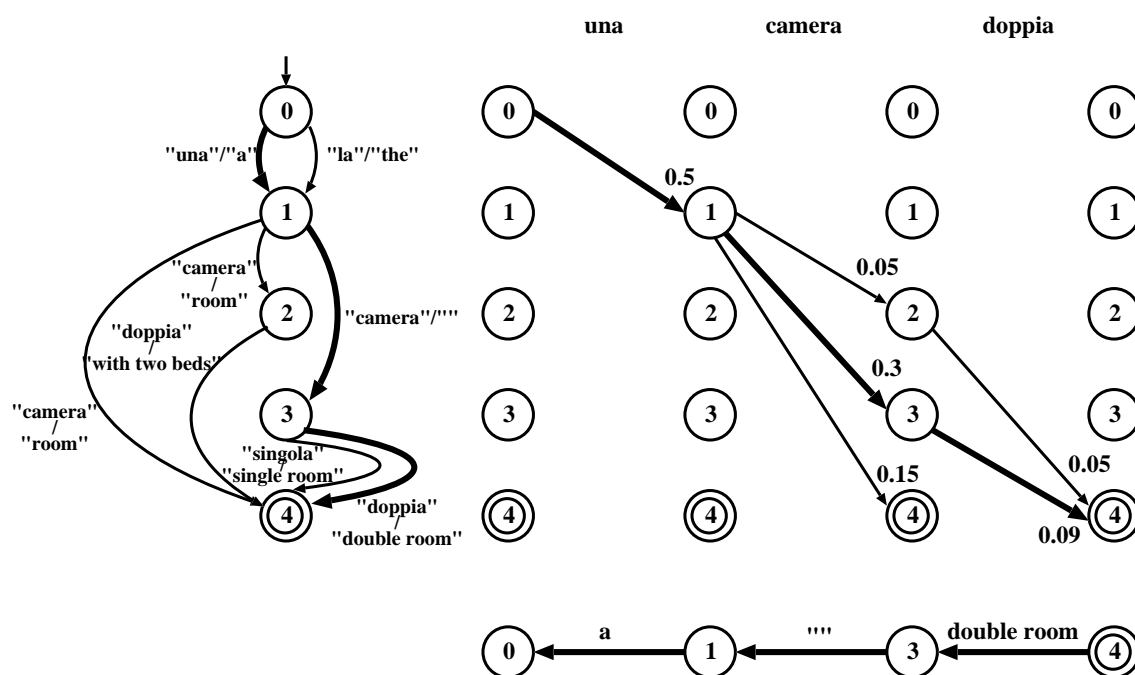 una camera doppia
0 0 0 0 0
"una"/"a" "la"/"the"
0.5
1 1 1 1 1
"camera"
/
"room"
0.05
2 2 2 2 2
"camera"/""
"doppia"
/
"with two beds"
0.3
3 3 3 3 3
"camera"
/
"room"
"singola"
/
"single room"
0.15 0.05
4 4 4 4 4
"doppia"
/
"double room"
0.09
a "" double room
0 1 3 4